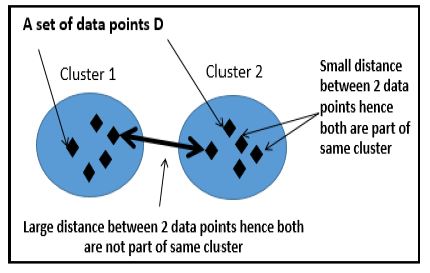 A set of data points D
Cluster 1
Cluster 2
Small distance
between 2 data
points hence
both are part of
same cluster
Large distance between 2 data points hence both
are not part of same cluster